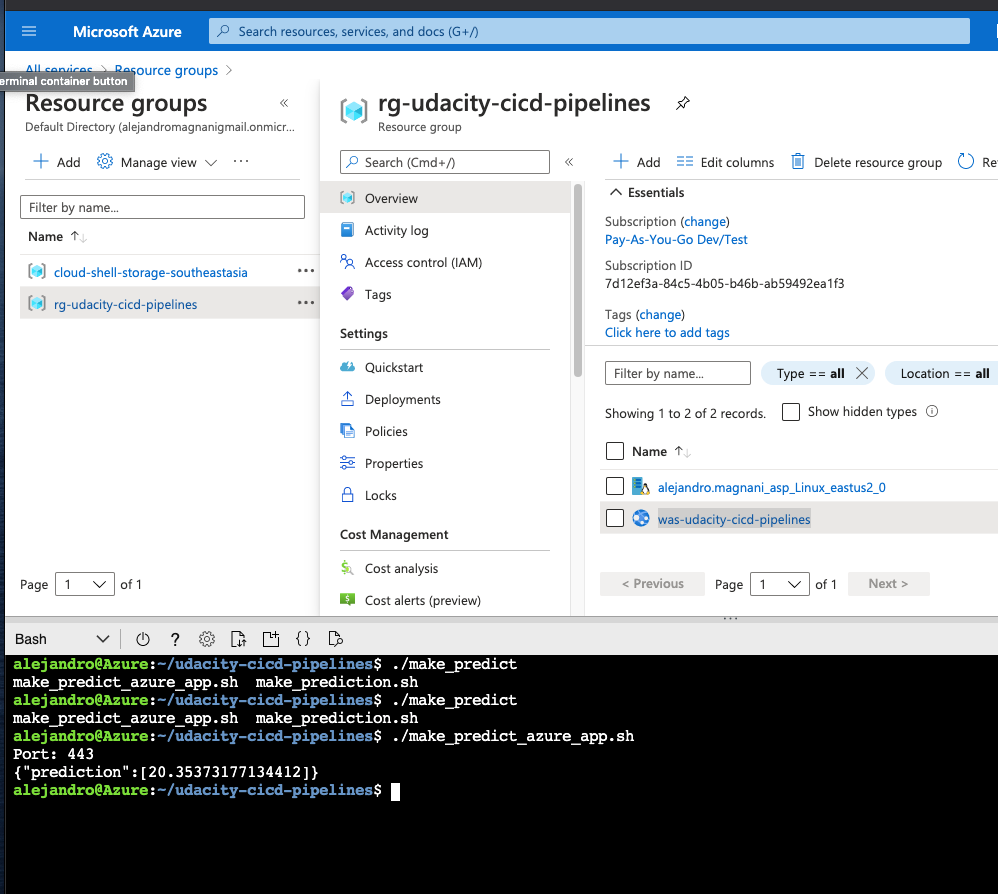 Microsoft Azure
Search resources, services, and docs (G+/)
All services > Resource groups >
erminal container button
Resource groups
Default Directory (alejandromagnanigmail.onmicr...
Add Manage view ...
Filter by name...
Name
cloud-shell-storage-southeastasia ...
rg-udacity-cicd-pipelines ...
Page 1 of 1
rg-udacity-cicd-pipelines
Resource group
Search (Cmd+/)
Overview
Activity log
Access control (IAM)
Tags
Settings
Quickstart
Deployments
Policies
Properties
Locks
Cost Management
Cost analysis
Cost alerts (preview)
Add Edit columns Delete resource group Re
Essentials
Subscription (change)
Pay-As-You-Go Dev/Test
Subscription ID
7d12ef3a-84c5-4b05-b46b-ab59492ea1f3
Tags (change)
Click here to add tags
Filter by name... Type == all Location == all
Showing 1 to 2 of 2 records. Show hidden types
Name
alejandro.magnani_asp_Linux_eastus2_0
was-udacity-cicd-pipelines
< Previous Page 1 of 1 Next >
Bash ? {}
alejandro@Azure:~/udacity-cicd-pipelines$ ./make_predict
make_predict_azure_app.sh make_prediction.sh
alejandro@Azure:~/udacity-cicd-pipelines$ ./make_predict
make_predict_azure_app.sh make_prediction.sh
alejandro@Azure:~/udacity-cicd-pipelines$ ./make_predict_azure_app.sh
Port: 443
{"prediction":[20.35373177134412]}
alejandro@Azure:~/udacity-cicd-pipelines$